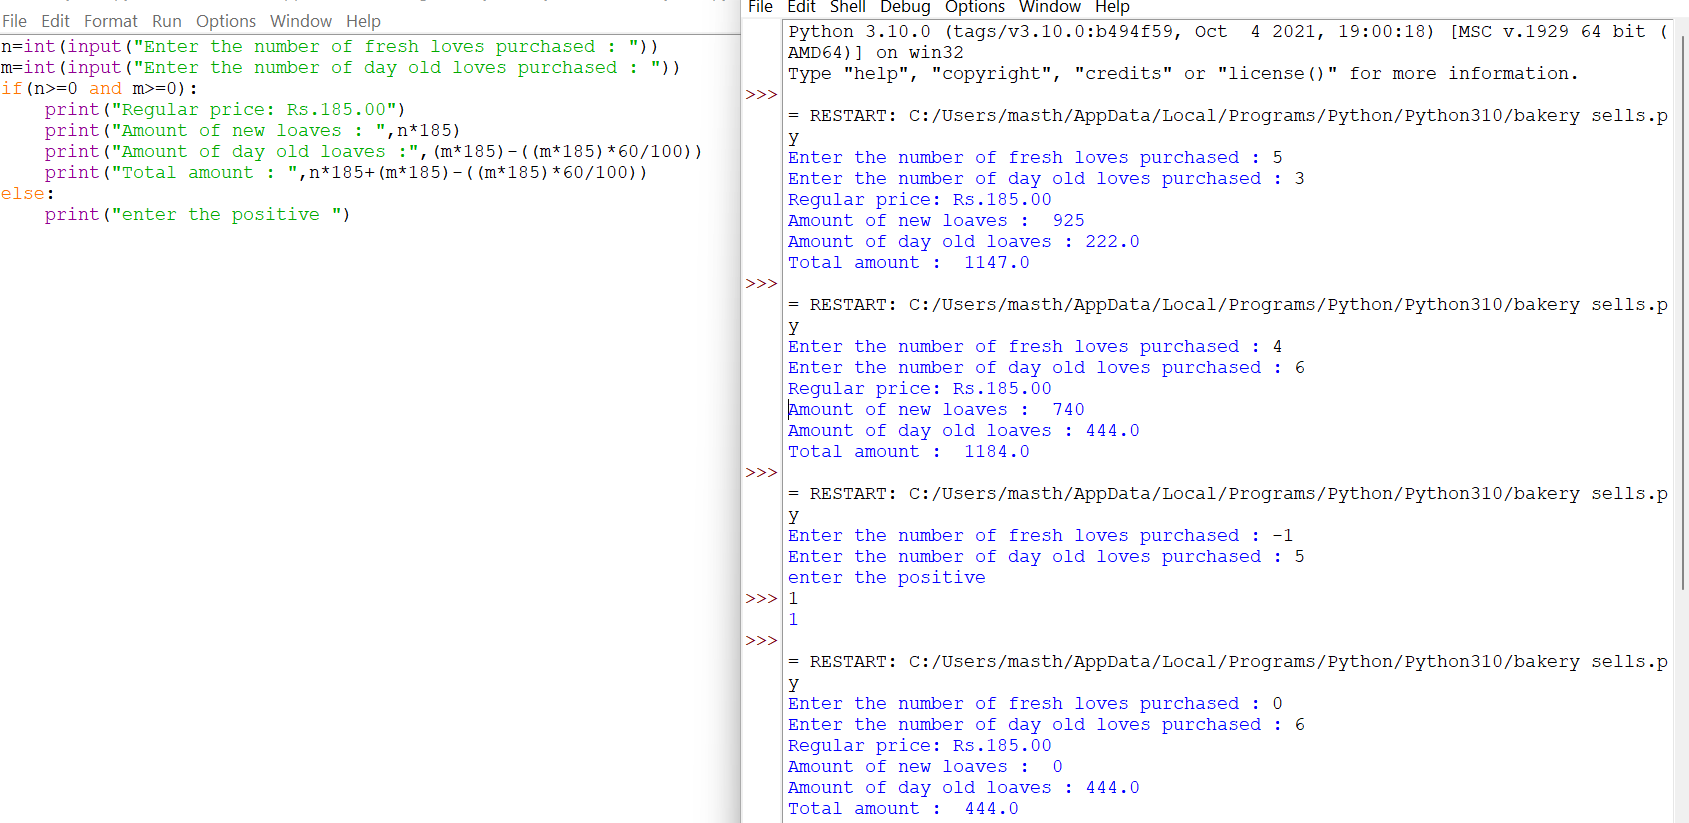 File Edit Format Run Options Window Help
n=int(input("Enter the number of fresh loves purchased : "))
m=int(input("Enter the number of day old loves purchased : "))
if(n>=0 and m>=0):
    print("Regular price: Rs.185.00")
    print("Amount of new loaves : ",n*185)
    print("Amount of day old loaves :",(m*185)-((m*185)*60/100))
    print("Total amount : ",n*185+(m*185)-((m*185)*60/100))
else:
    print("enter the positive ")
File Edit Shell Debug Options Window Help
Python 3.10.0 (tags/v3.10.0:b494f59, Oct  4 2021, 19:00:18) [MSC v.1929 64 bit (
AMD64)] on win32
Type "help", "copyright", "credits" or "license()" for more information.
>>>
= RESTART: C:/Users/masth/AppData/Local/Programs/Python/Python310/bakery sells.p
y
Enter the number of fresh loves purchased : 5
Enter the number of day old loves purchased : 3
Regular price: Rs.185.00
Amount of new loaves :  925
Amount of day old loaves : 222.0
Total amount :  1147.0
>>>
= RESTART: C:/Users/masth/AppData/Local/Programs/Python/Python310/bakery sells.p
y
Enter the number of fresh loves purchased : 4
Enter the number of day old loves purchased : 6
Regular price: Rs.185.00
Amount of new loaves :  740
Amount of day old loaves : 444.0
Total amount :  1184.0
>>>
= RESTART: C:/Users/masth/AppData/Local/Programs/Python/Python310/bakery sells.p
y
Enter the number of fresh loves purchased : -1
Enter the number of day old loves purchased : 5
enter the positive
>>> 1
1
>>>
= RESTART: C:/Users/masth/AppData/Local/Programs/Python/Python310/bakery sells.p
y
Enter the number of fresh loves purchased : 0
Enter the number of day old loves purchased : 6
Regular price: Rs.185.00
Amount of new loaves :  0
Amount of day old loaves : 444.0
Total amount :  444.0